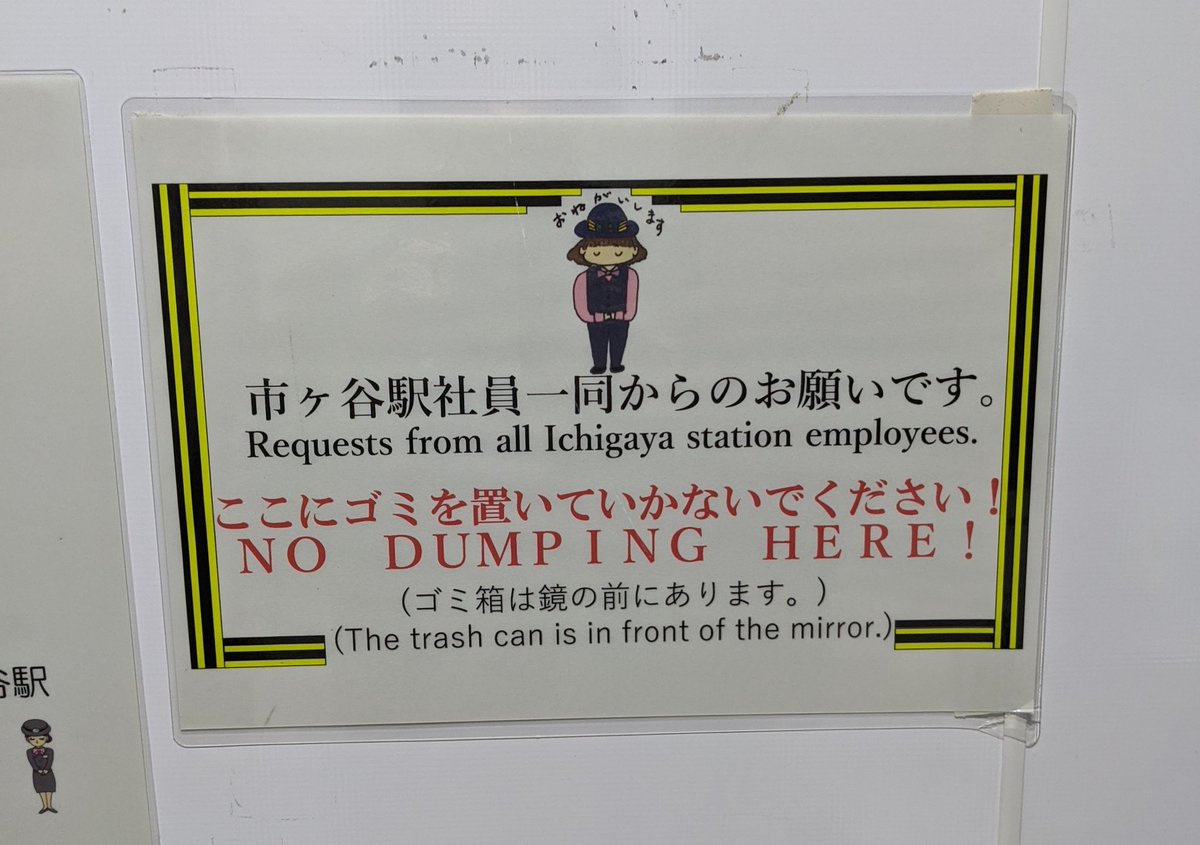 おねがいします
市ヶ谷駅社員一同からのお願いです。
Requests from all Ichigaya station employees.
ここにゴミを置いていかないでください！
NO DUMPING HERE！
（ゴミ箱は鏡の前にあります。）
(The trash can is in front of the mirror.)
谷駅